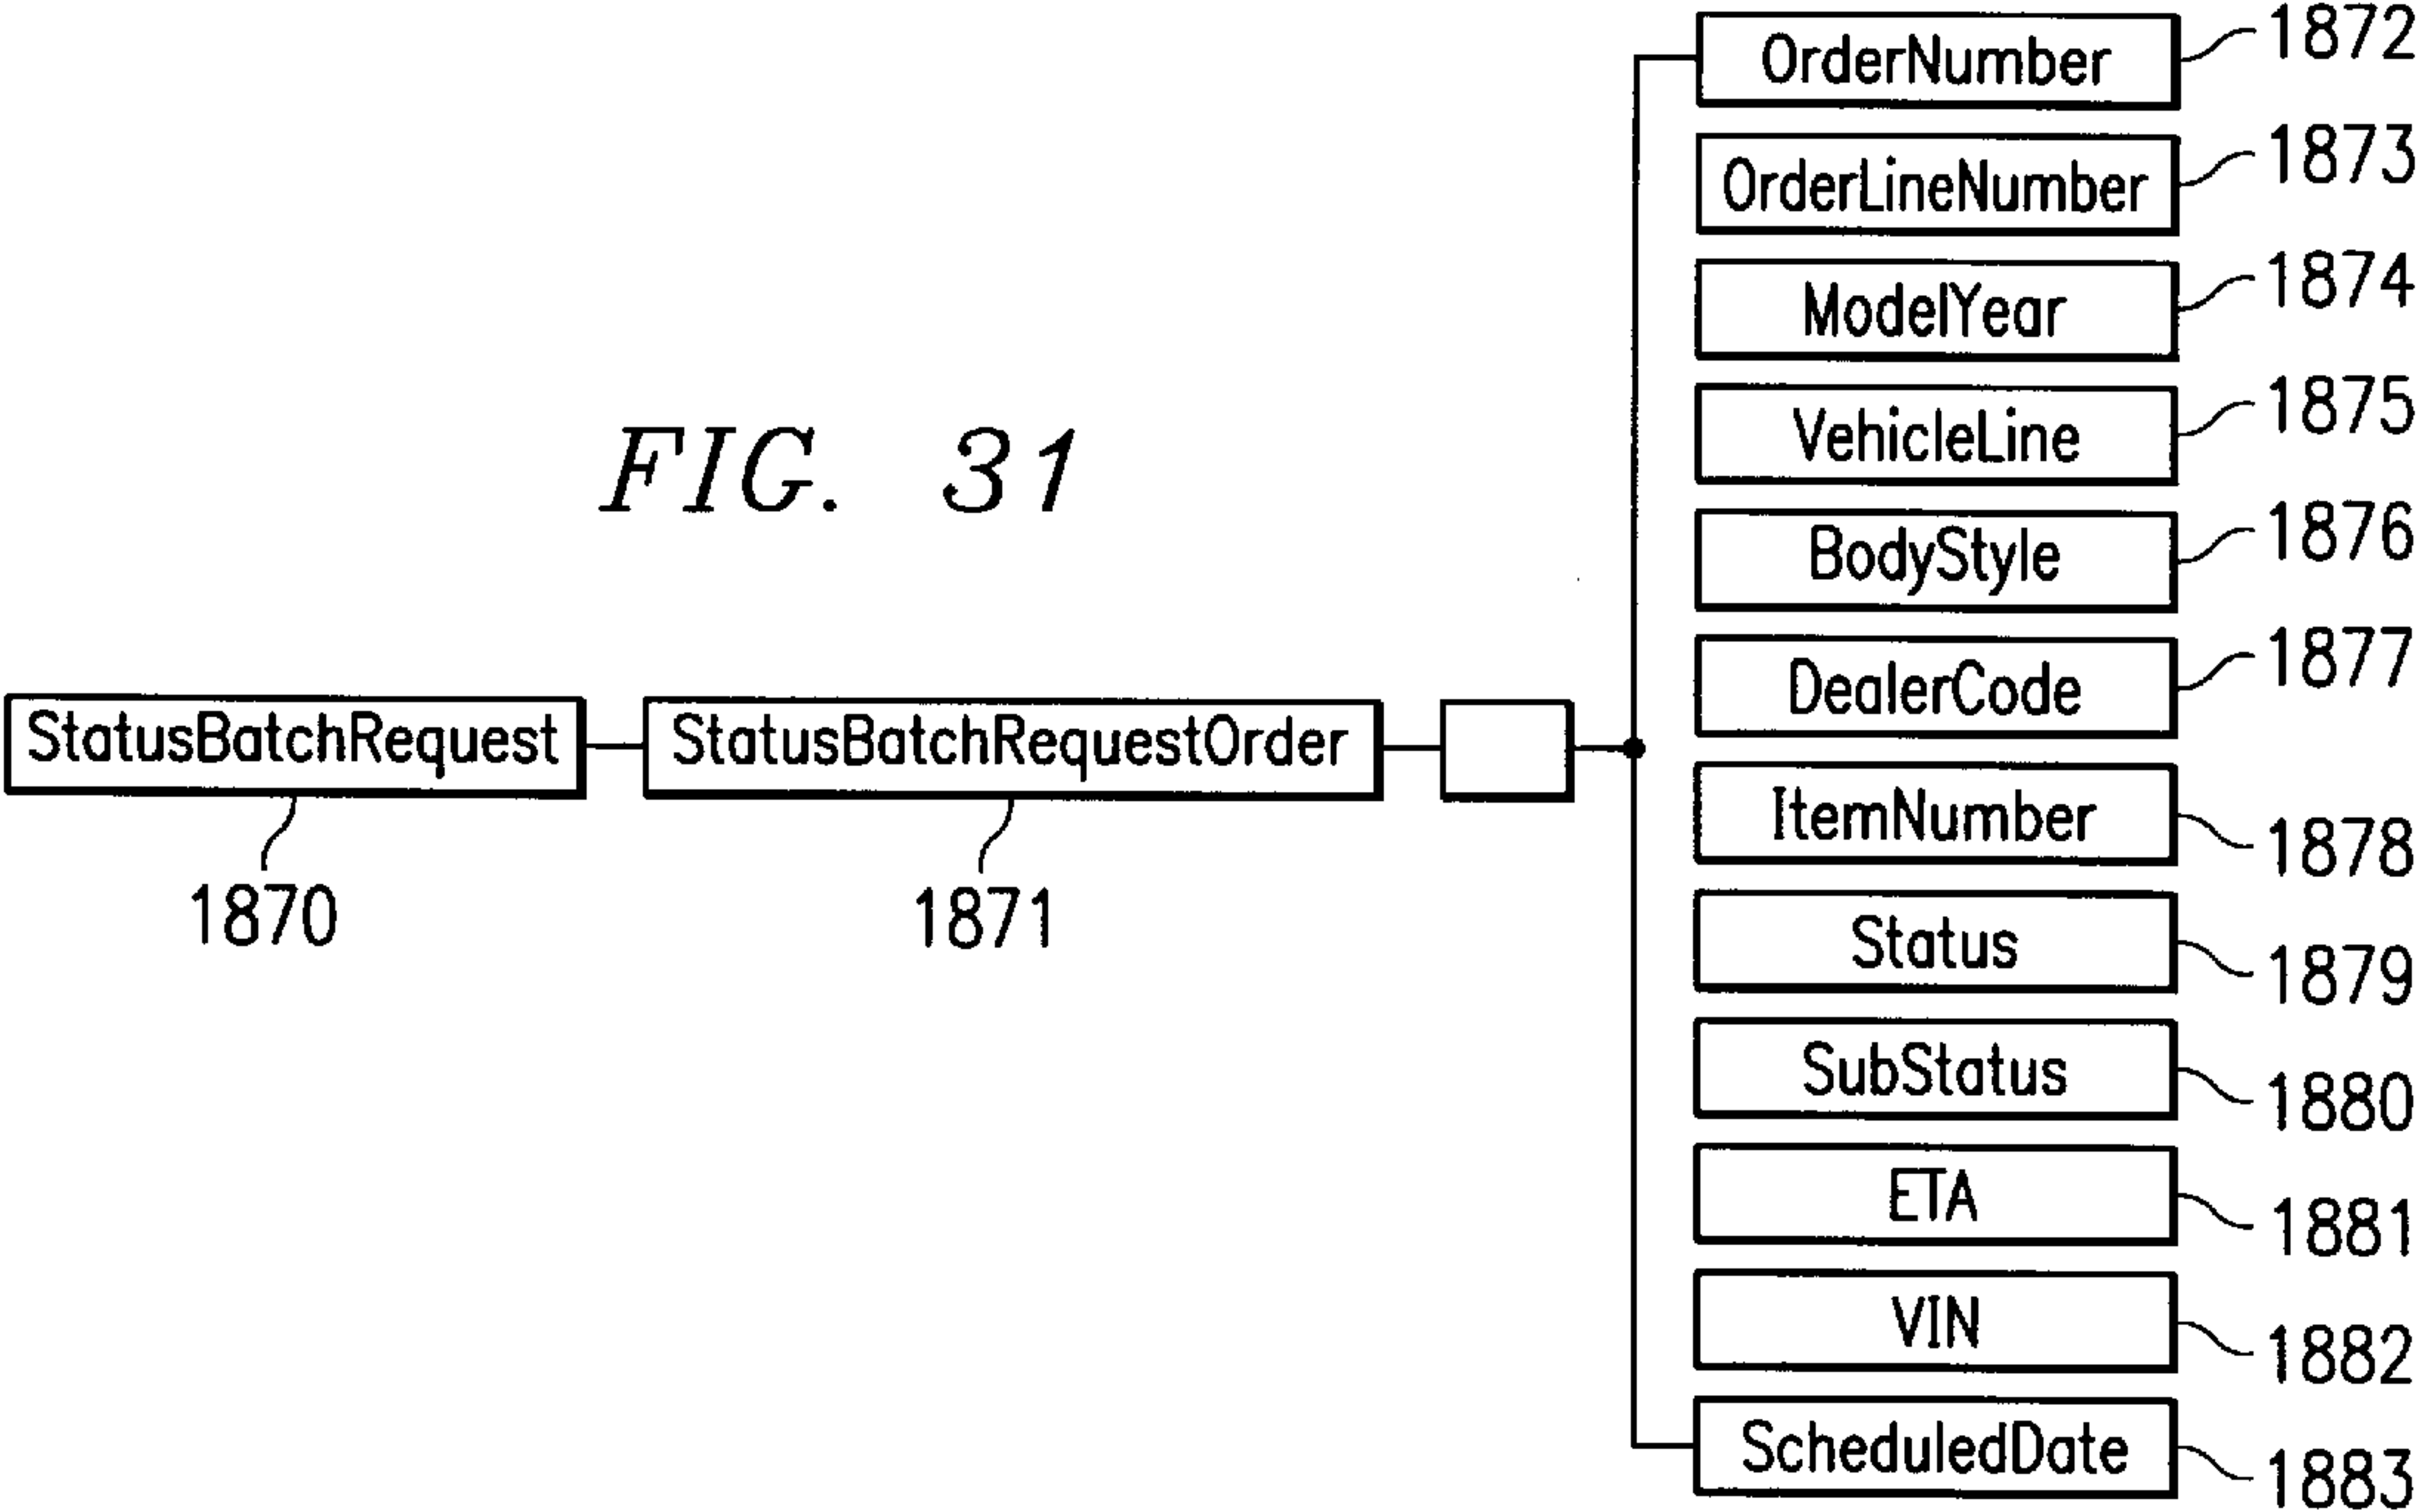 OrderNumber 1872
OrderLineNumber 1873
ModelYear 1874
VehicleLine 1875
FIG. 31
BodyStyle 1876
DealerCode 1877
StatusBatchRequest
StatusBatchRequestOrder
1870
1871
ItemNumber 1878
Status 1879
SubStatus 1880
ETA 1881
VIN 1882
ScheduledDate 1883